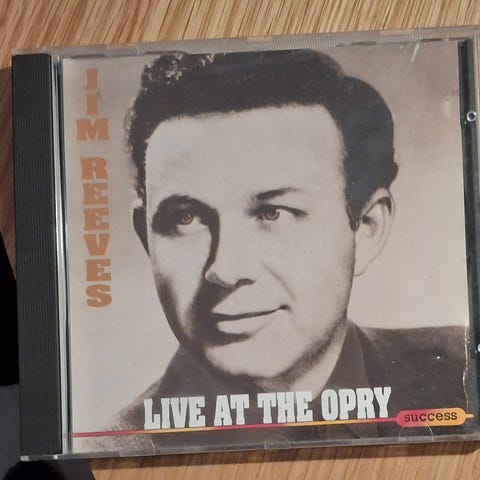 JIM REEVES
LIVE AT THE OPRY
success